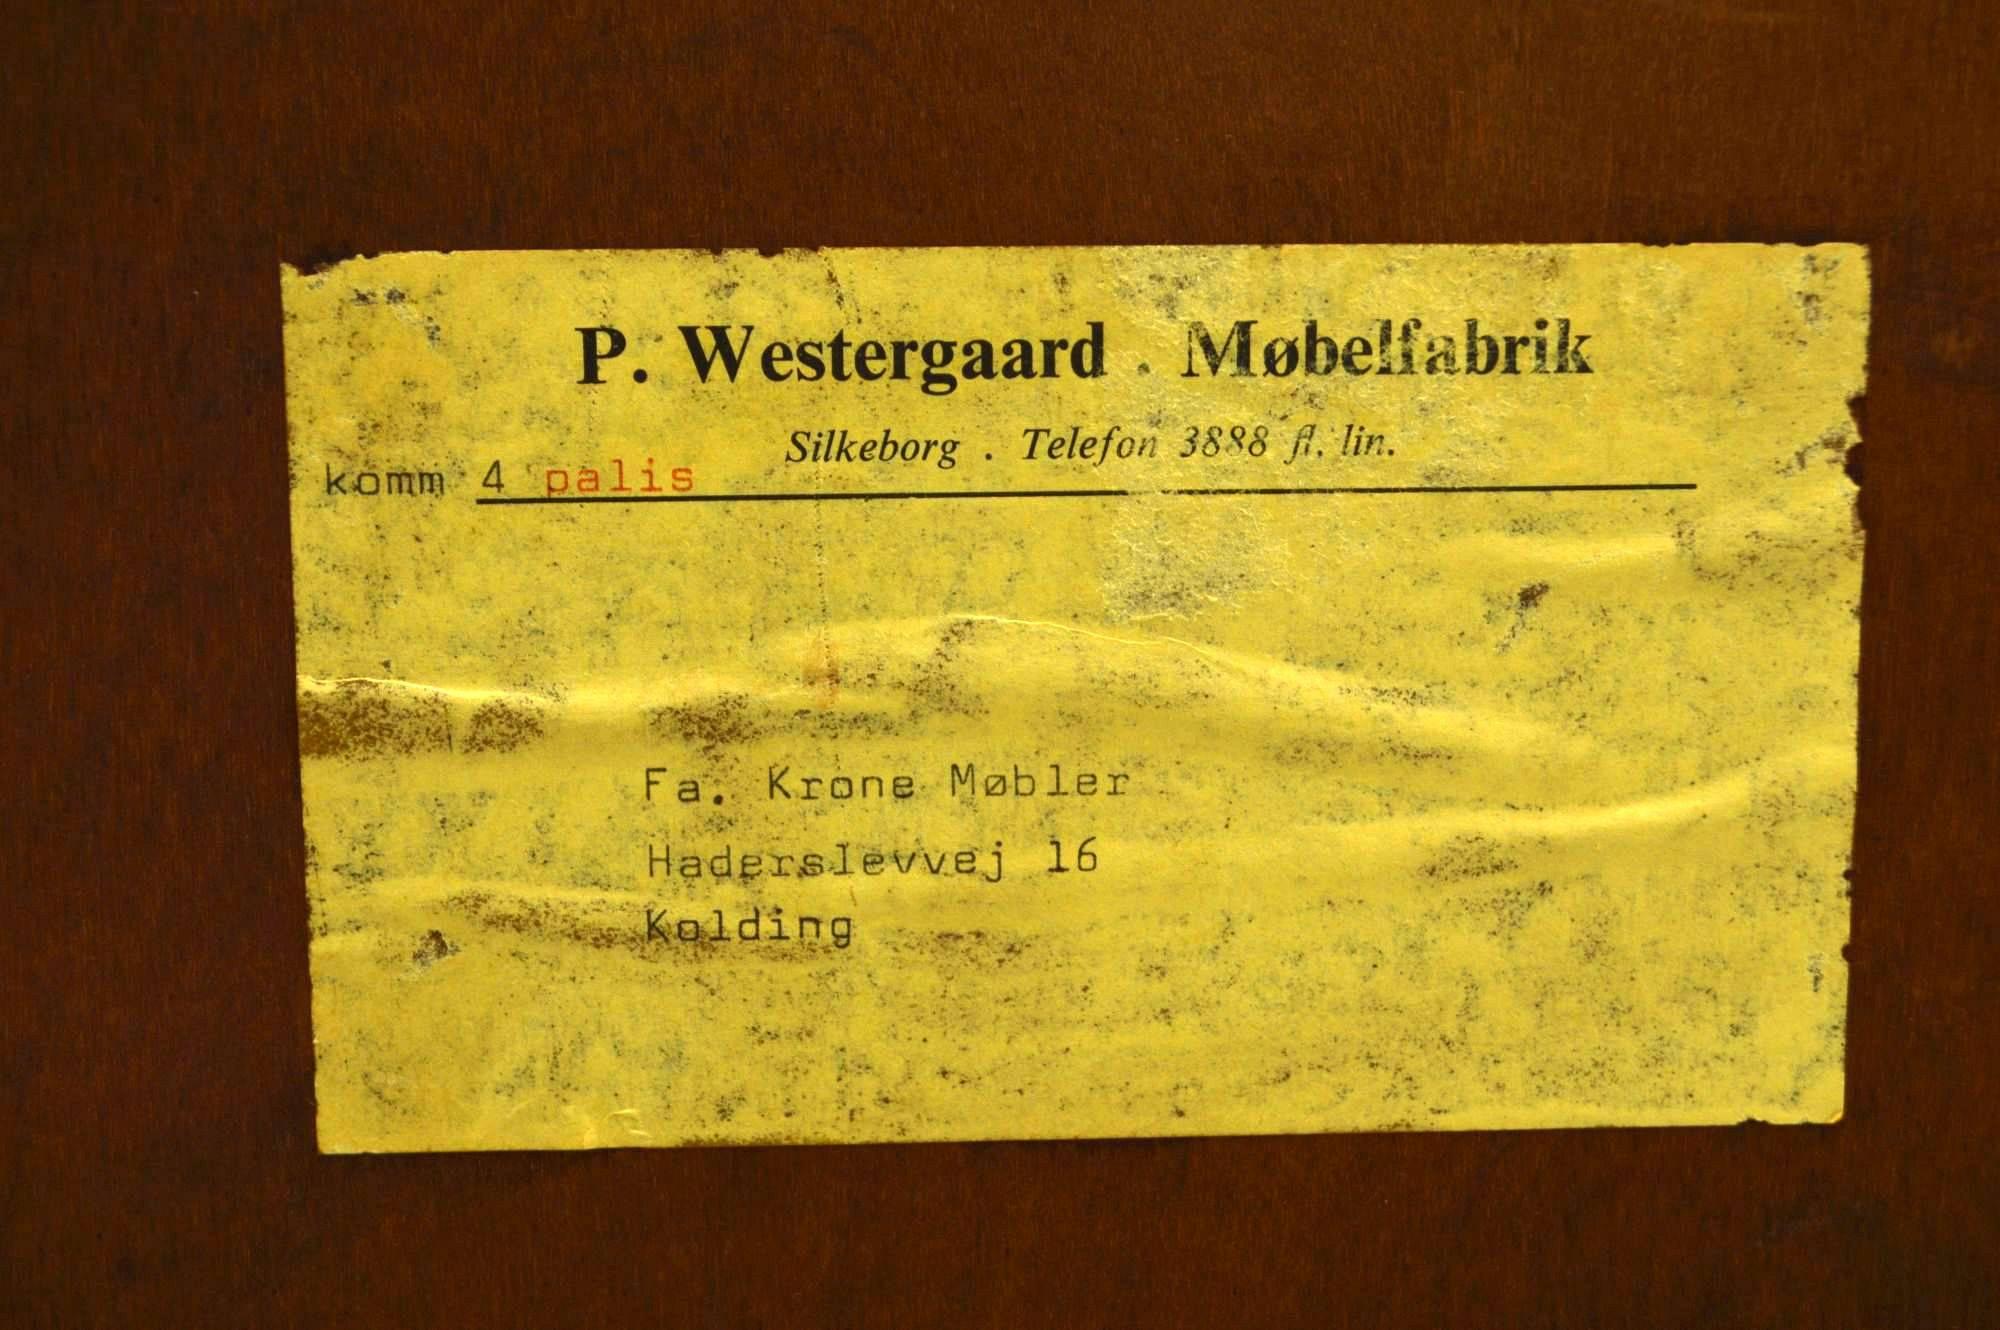 P. Westergaard . Møbelfabrik
Silkeborg . Telefon 3888 fl. lin.
komm 4 palis
Fa. Krone Møbler
Haderslevvej 16
Kolding